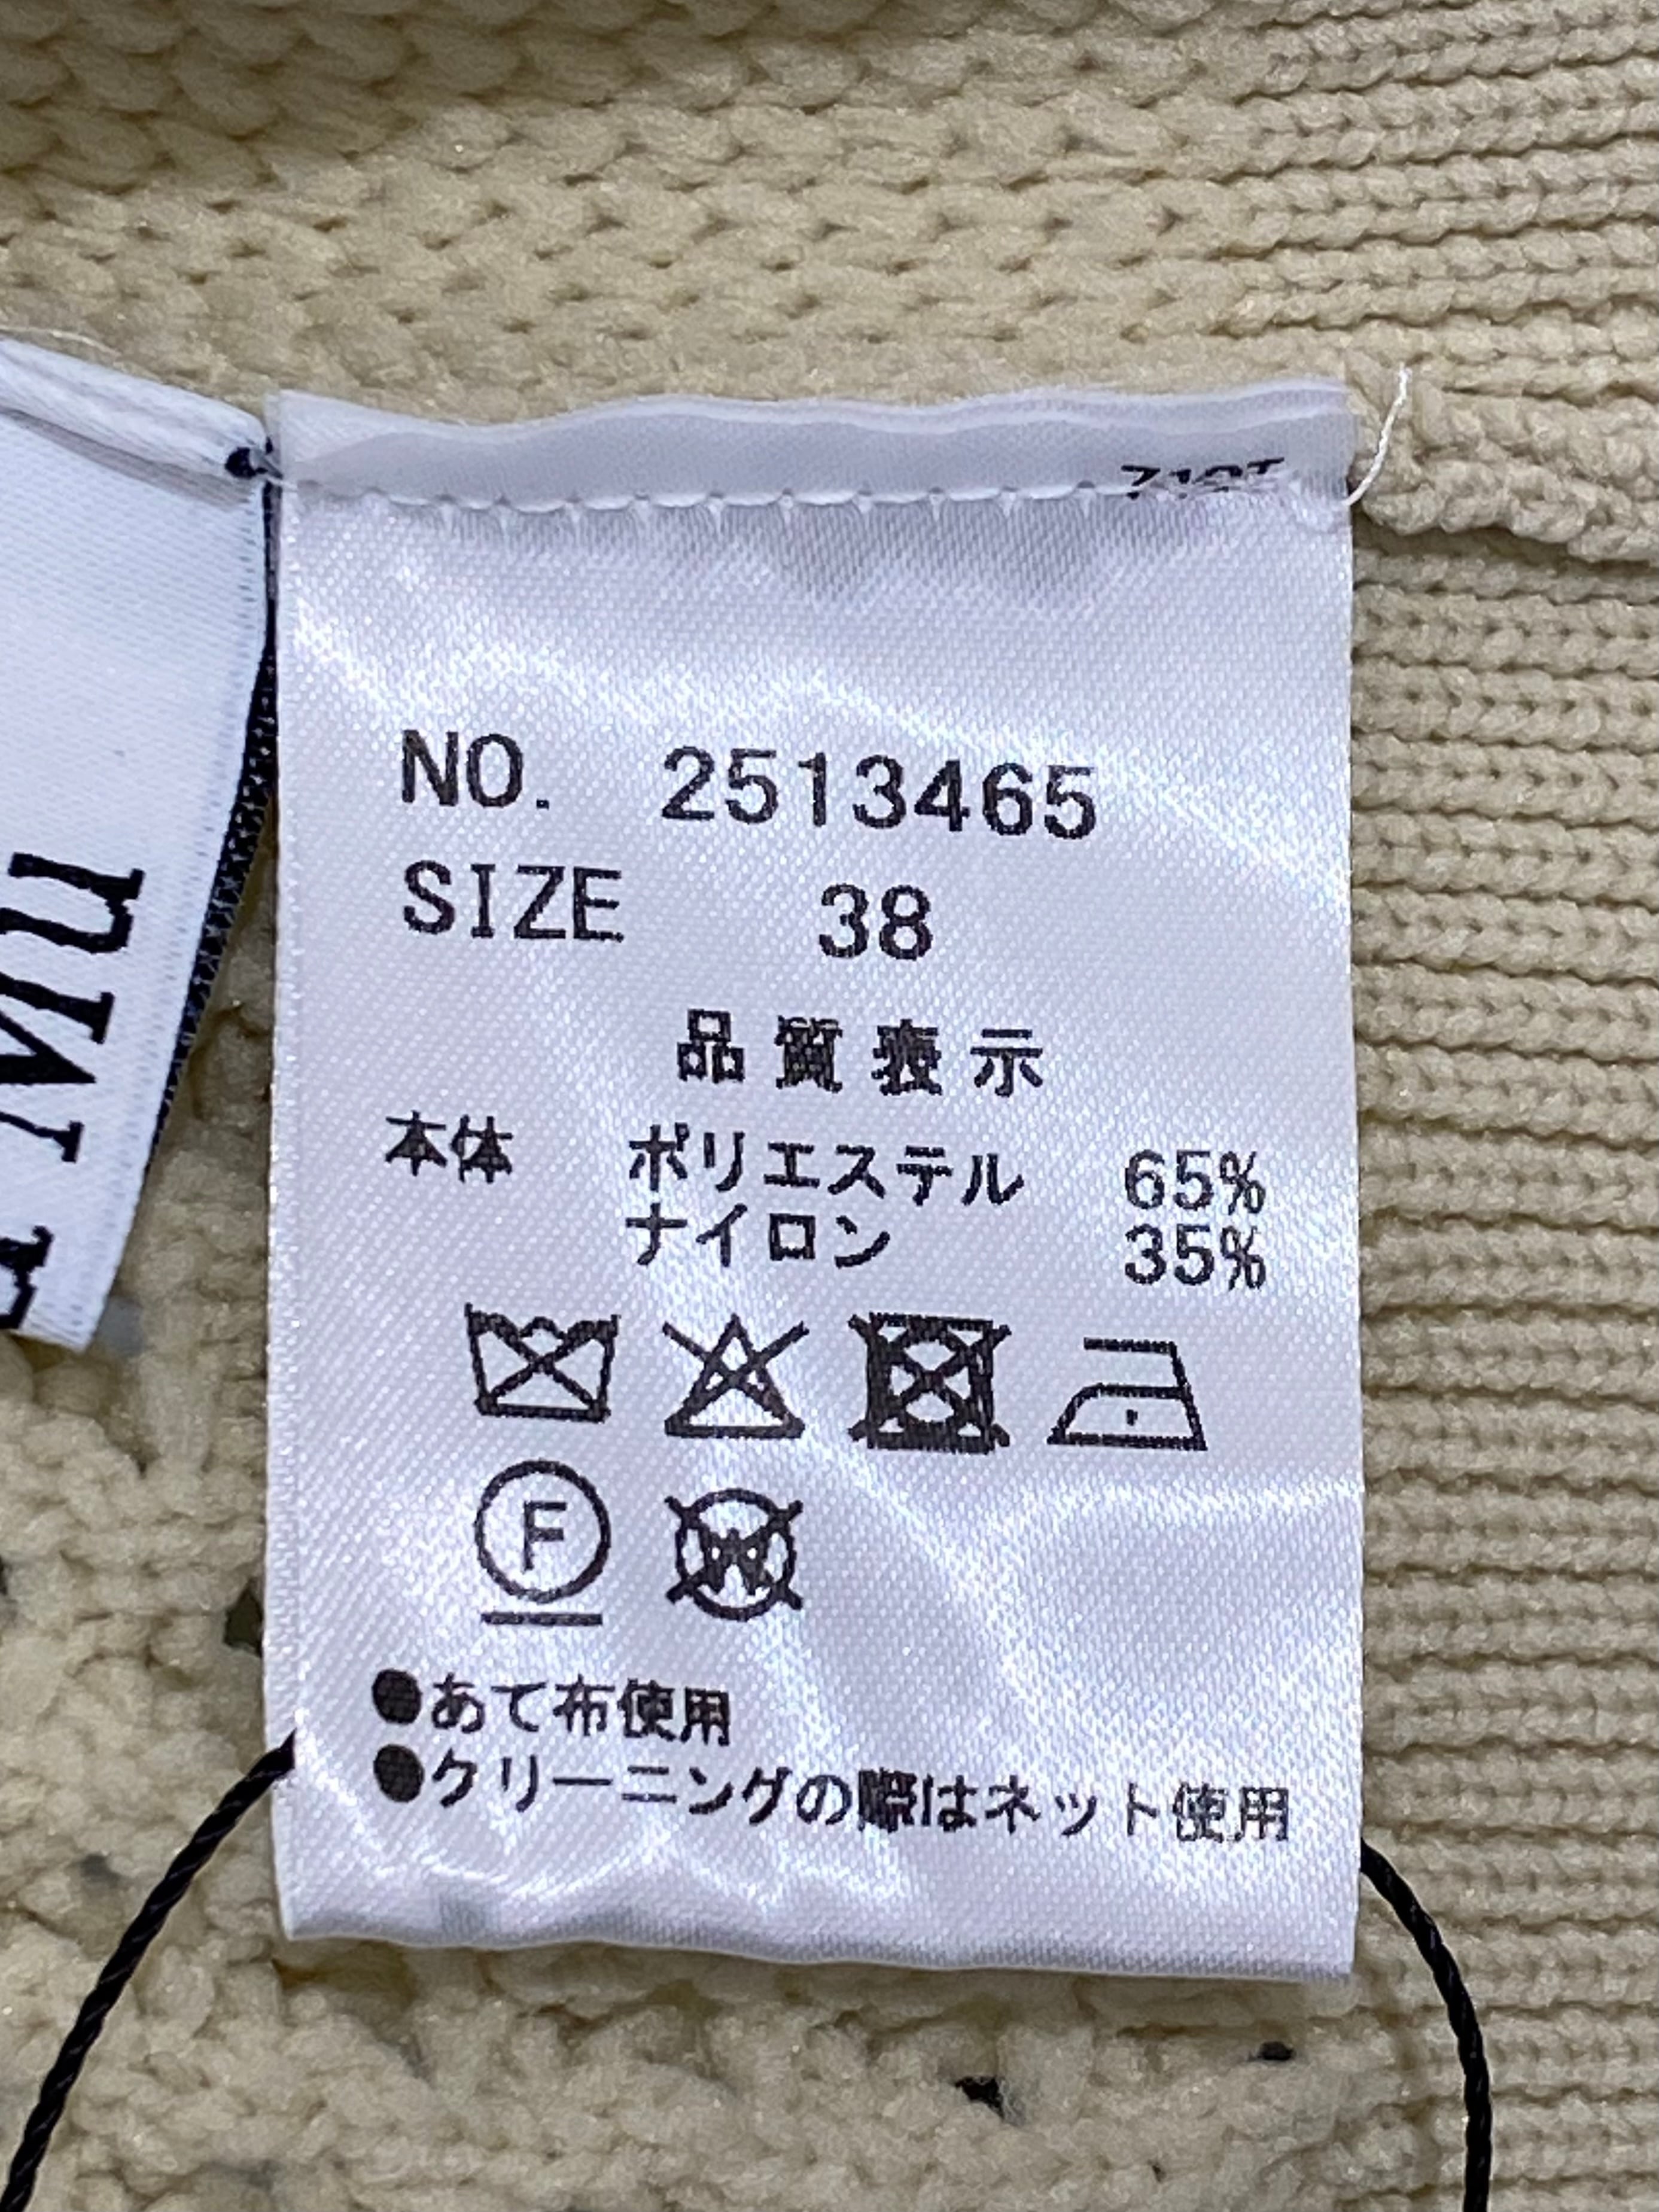 NO. 2513465
SIZE 38
品質表示
本体 ポリエステル 65%
ナイロン 35%
F W
●あて布使用
●クリーニングの際はネット使用